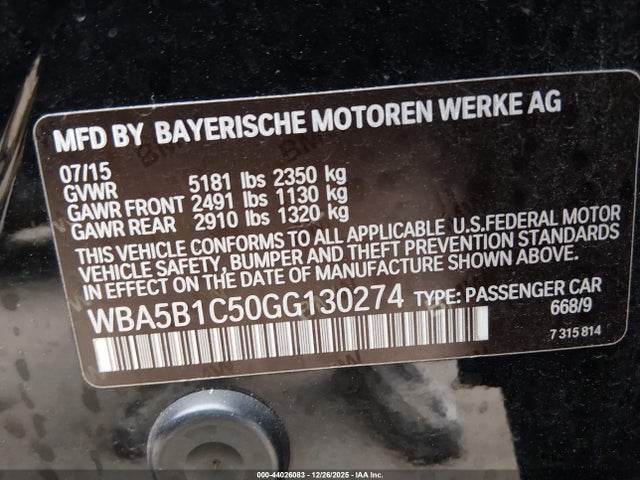 MFD BY BAYERISCHE MOTOREN WERKE AG
07/15
GVWR 5181 lbs 2350 kg
GAWR FRONT 2491 lbs 1130 kg
GAWR REAR 2910 lbs 1320 kg
THIS VEHICLE CONFORMS TO ALL APPLICABLE U.S.FEDERAL MOTOR
VEHICLE SAFETY, BUMPER AND THEFT PREVENTION STANDARDS
IN EFFECT ON THE DATE OF MANUFACTURE SHOWN ABOVE.
WBA5B1C50GG130274 TYPE: PASSENGER CAR
668/9
7 315 814
000-44026083 - 12/26/2025 - IAA Inc.